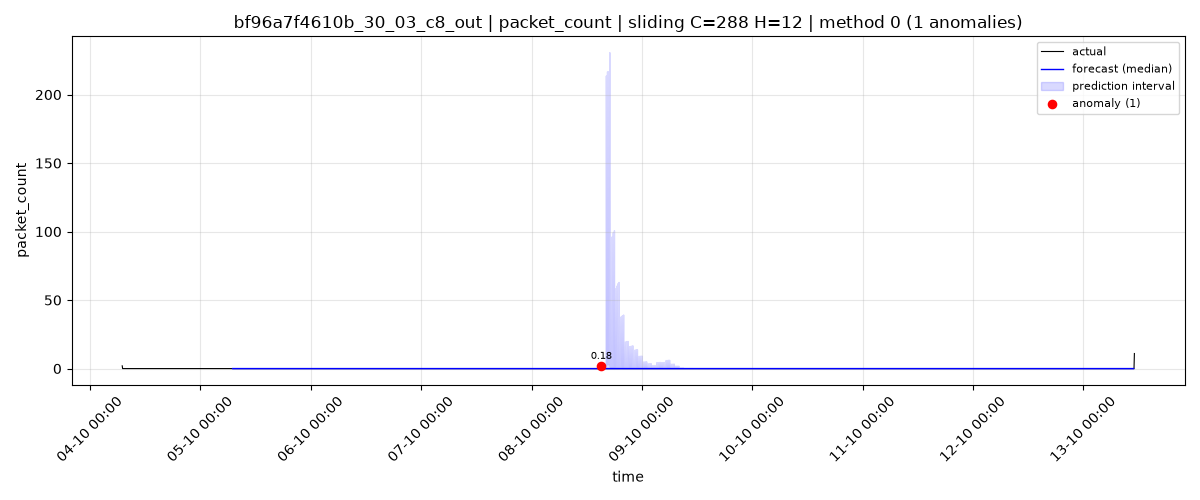 bf96a7f4610b_30_03_c8_out | packet_count | sliding C=288 H=12 | method 0 (1 anomalies)
actual
forecast (median)
prediction interval
anomaly (1)
packet_count
200
150
100
50
0
0.18
04-10 00:00
05-10 00:00
06-10 00:00
07-10 00:00
08-10 00:00
09-10 00:00
10-10 00:00
11-10 00:00
12-10 00:00
13-10 00:00
time